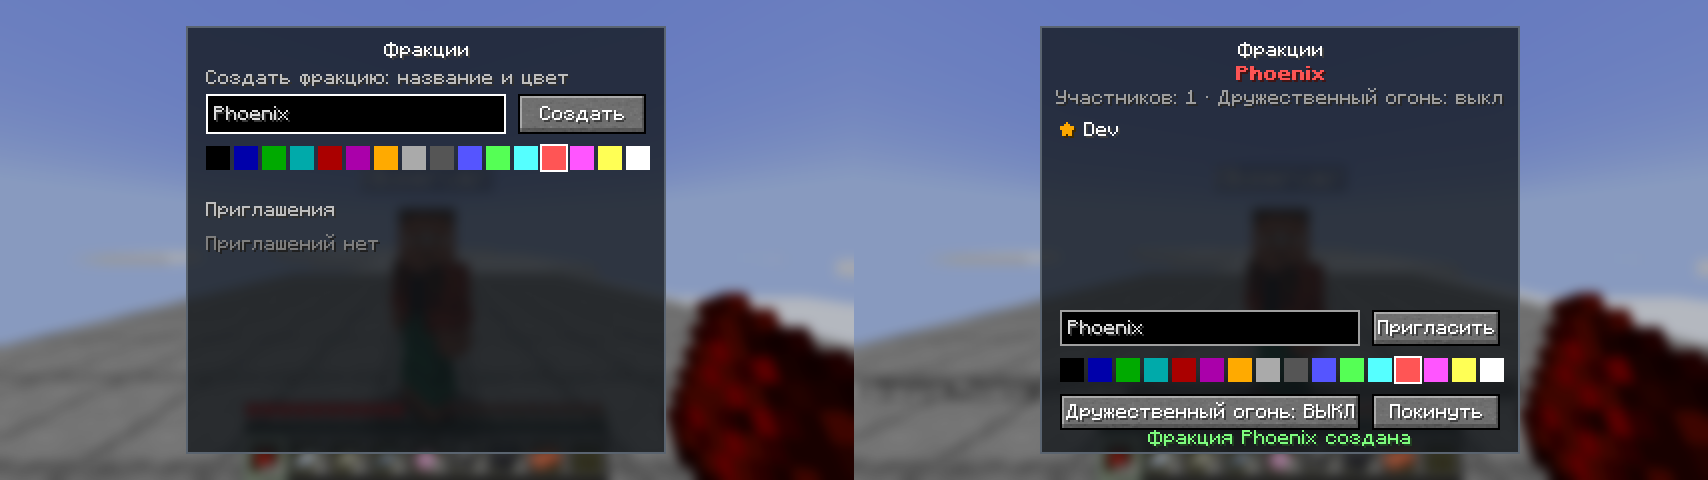 Фракции
Создать фракцию: название и цвет
Phoenix
Создать
Приглашения
Приглашений нет
Фракции
Phoenix
Участников: 1 · Дружественный огонь: выкл
Dev
Phoenix
Пригласить
Дружественный огонь: ВЫКЛ
Покинуть
Фракция Phoenix создана